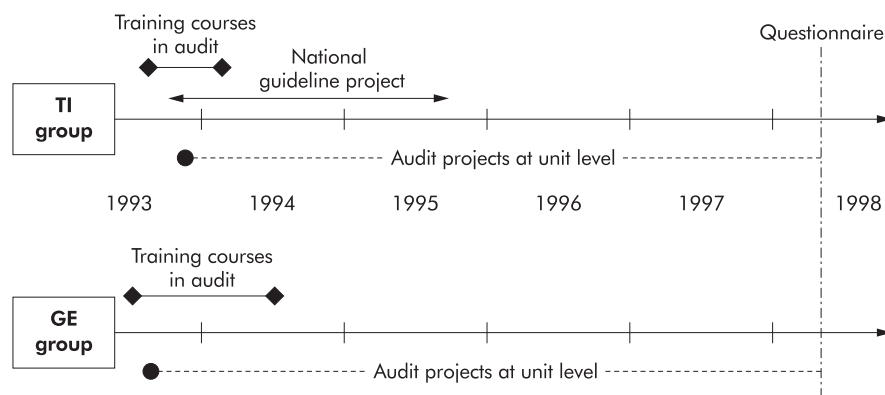 Training courses
in audit
Questionnaire
National
guideline project
TI
group
Audit projects at unit level
1993 1994 1995 1996 1997 1998
Training courses
in audit
GE
group
Audit projects at unit level